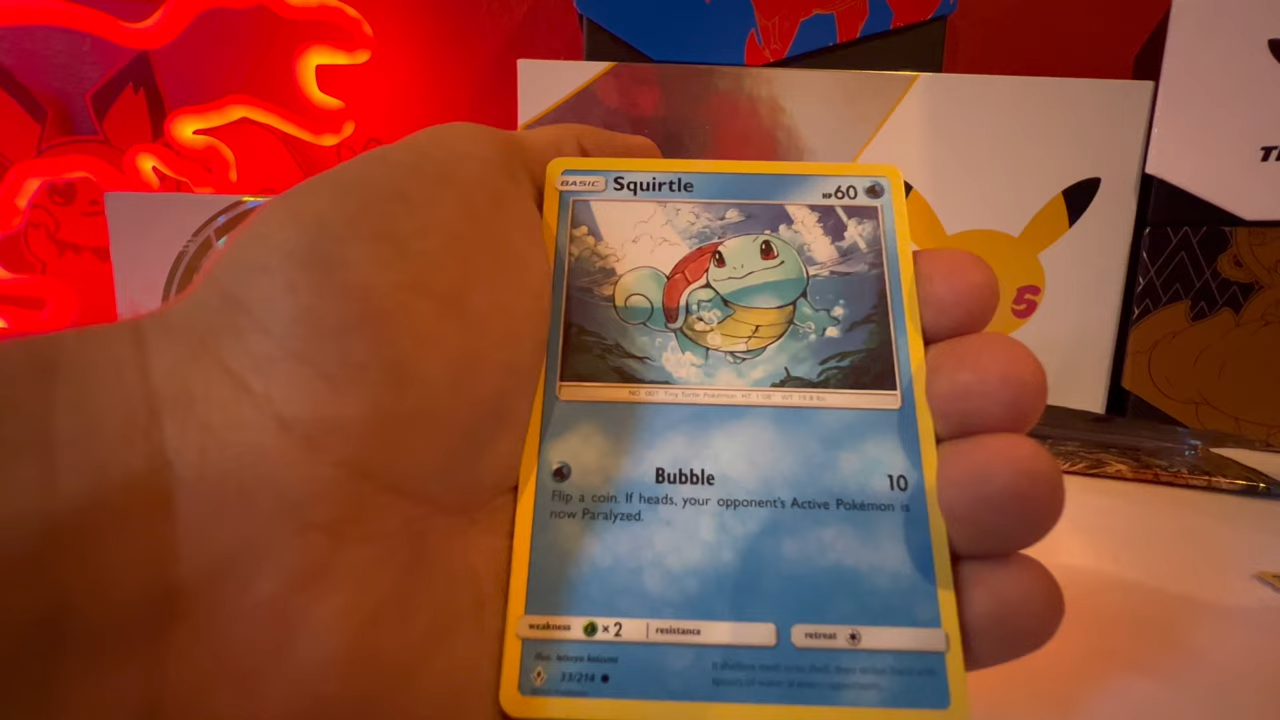 BASIC Squirtle HP 60
NO. 007 Tiny Turtle Pokémon HT: 1'08" WT: 19.8 lbs.
Bubble 10
Flip a coin. If heads, your opponent's Active Pokémon is
now Paralyzed.
weakness ×2 resistance retreat
33/214
5